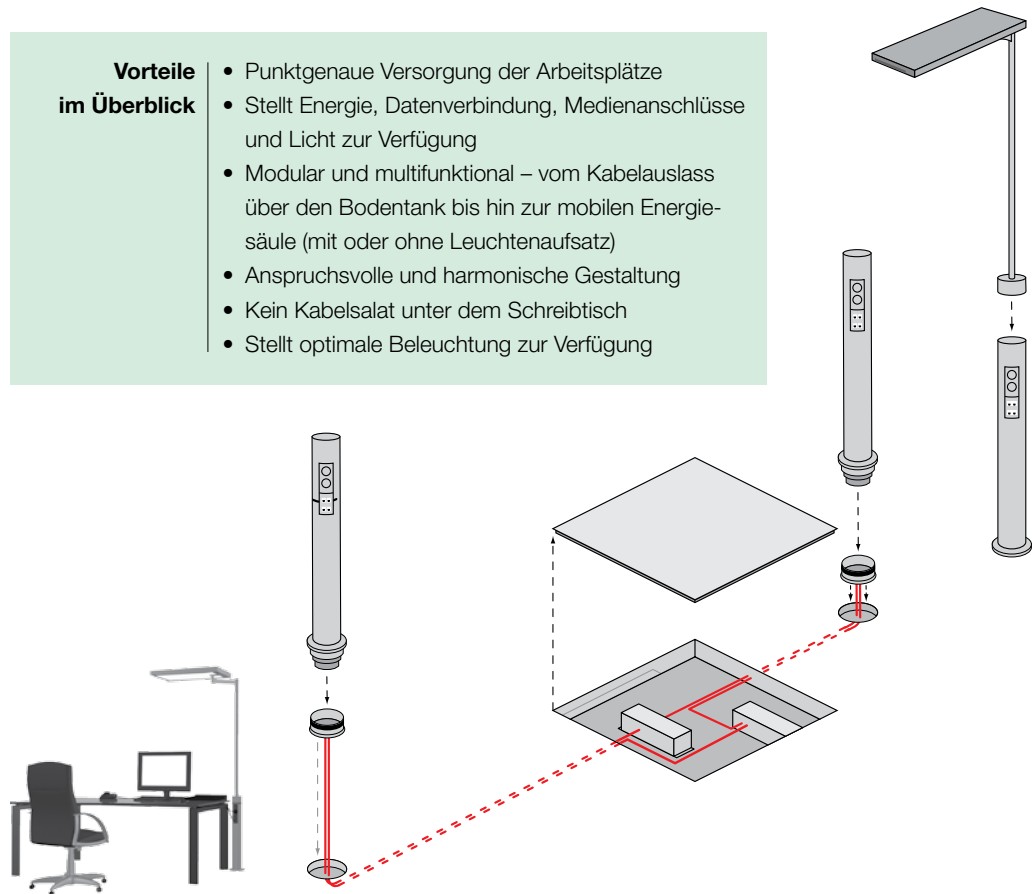 Vorteile
im Überblick
• Punktgenaue Versorgung der Arbeitsplätze
• Stellt Energie, Datenverbindung, Medienanschlüsse
und Licht zur Verfügung
• Modular und multifunktional – vom Kabelauslass
über den Bodentank bis hin zur mobilen Energie-
säule (mit oder ohne Leuchtenaufsatz)
• Anspruchsvolle und harmonische Gestaltung
• Kein Kabelsalat unter dem Schreibtisch
• Stellt optimale Beleuchtung zur Verfügung